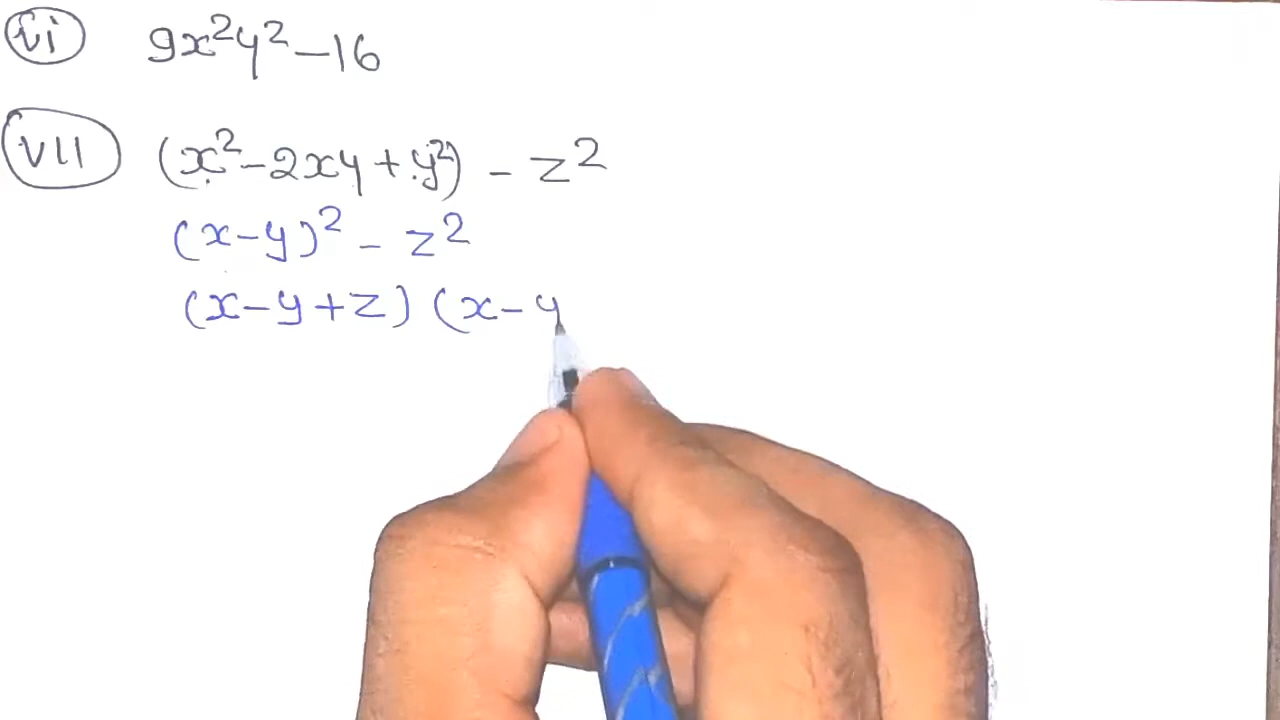 vi 9x²y² - 16
vii (x² - 2xy + y²) - z²
(x - y)² - z²
(x - y + z) (x - y